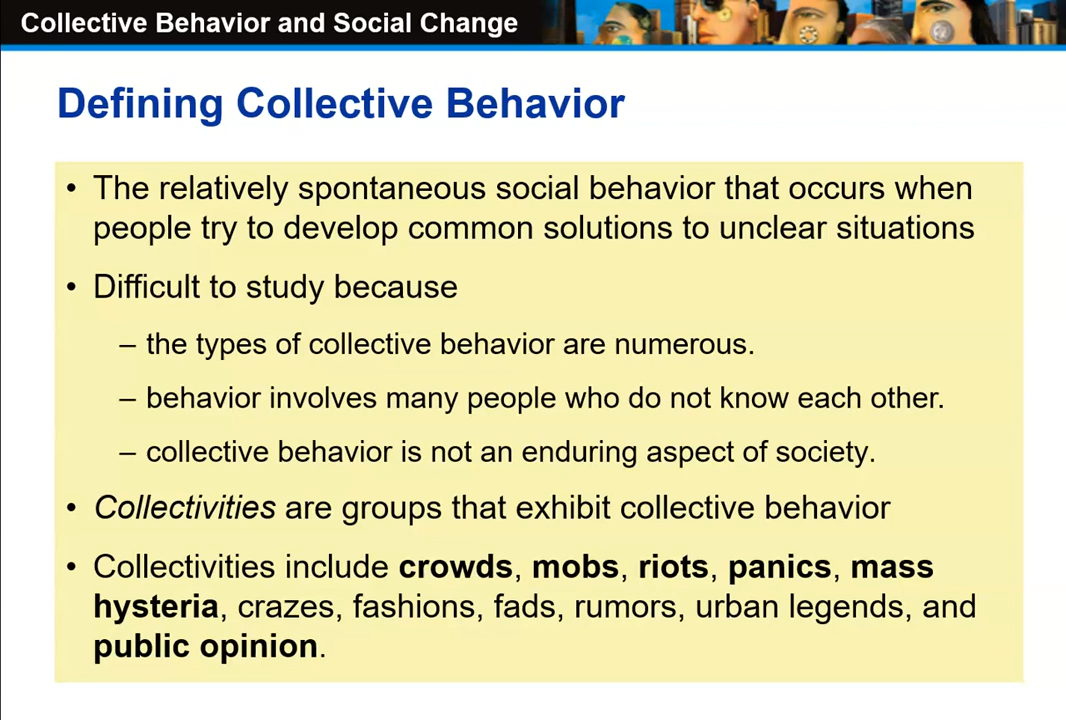 Collective Behavior and Social Change
Defining Collective Behavior
• The relatively spontaneous social behavior that occurs when
people try to develop common solutions to unclear situations
• Difficult to study because
– the types of collective behavior are numerous.
– behavior involves many people who do not know each other.
– collective behavior is not an enduring aspect of society.
• Collectivities are groups that exhibit collective behavior
• Collectivities include crowds, mobs, riots, panics, mass
hysteria, crazes, fashions, fads, rumors, urban legends, and
public opinion.